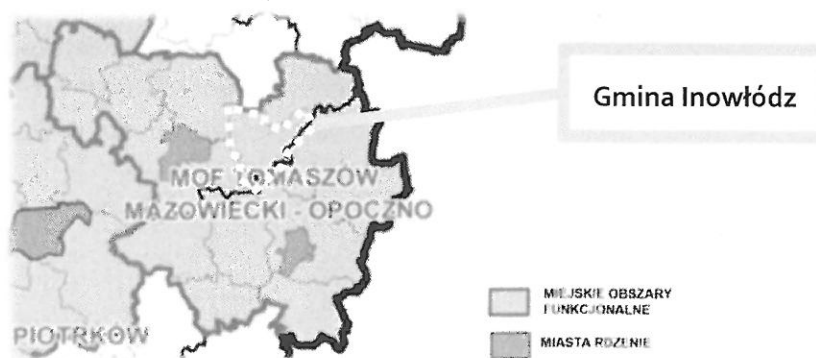 Gmina Inowłódz
MOF TOMASZÓW
MAZOWIECKI - OPOCZNO
PIOTRKÓW
MIEJSKIE OBSZARY
FUNKCJONALNE
MIASTA RDZENIE